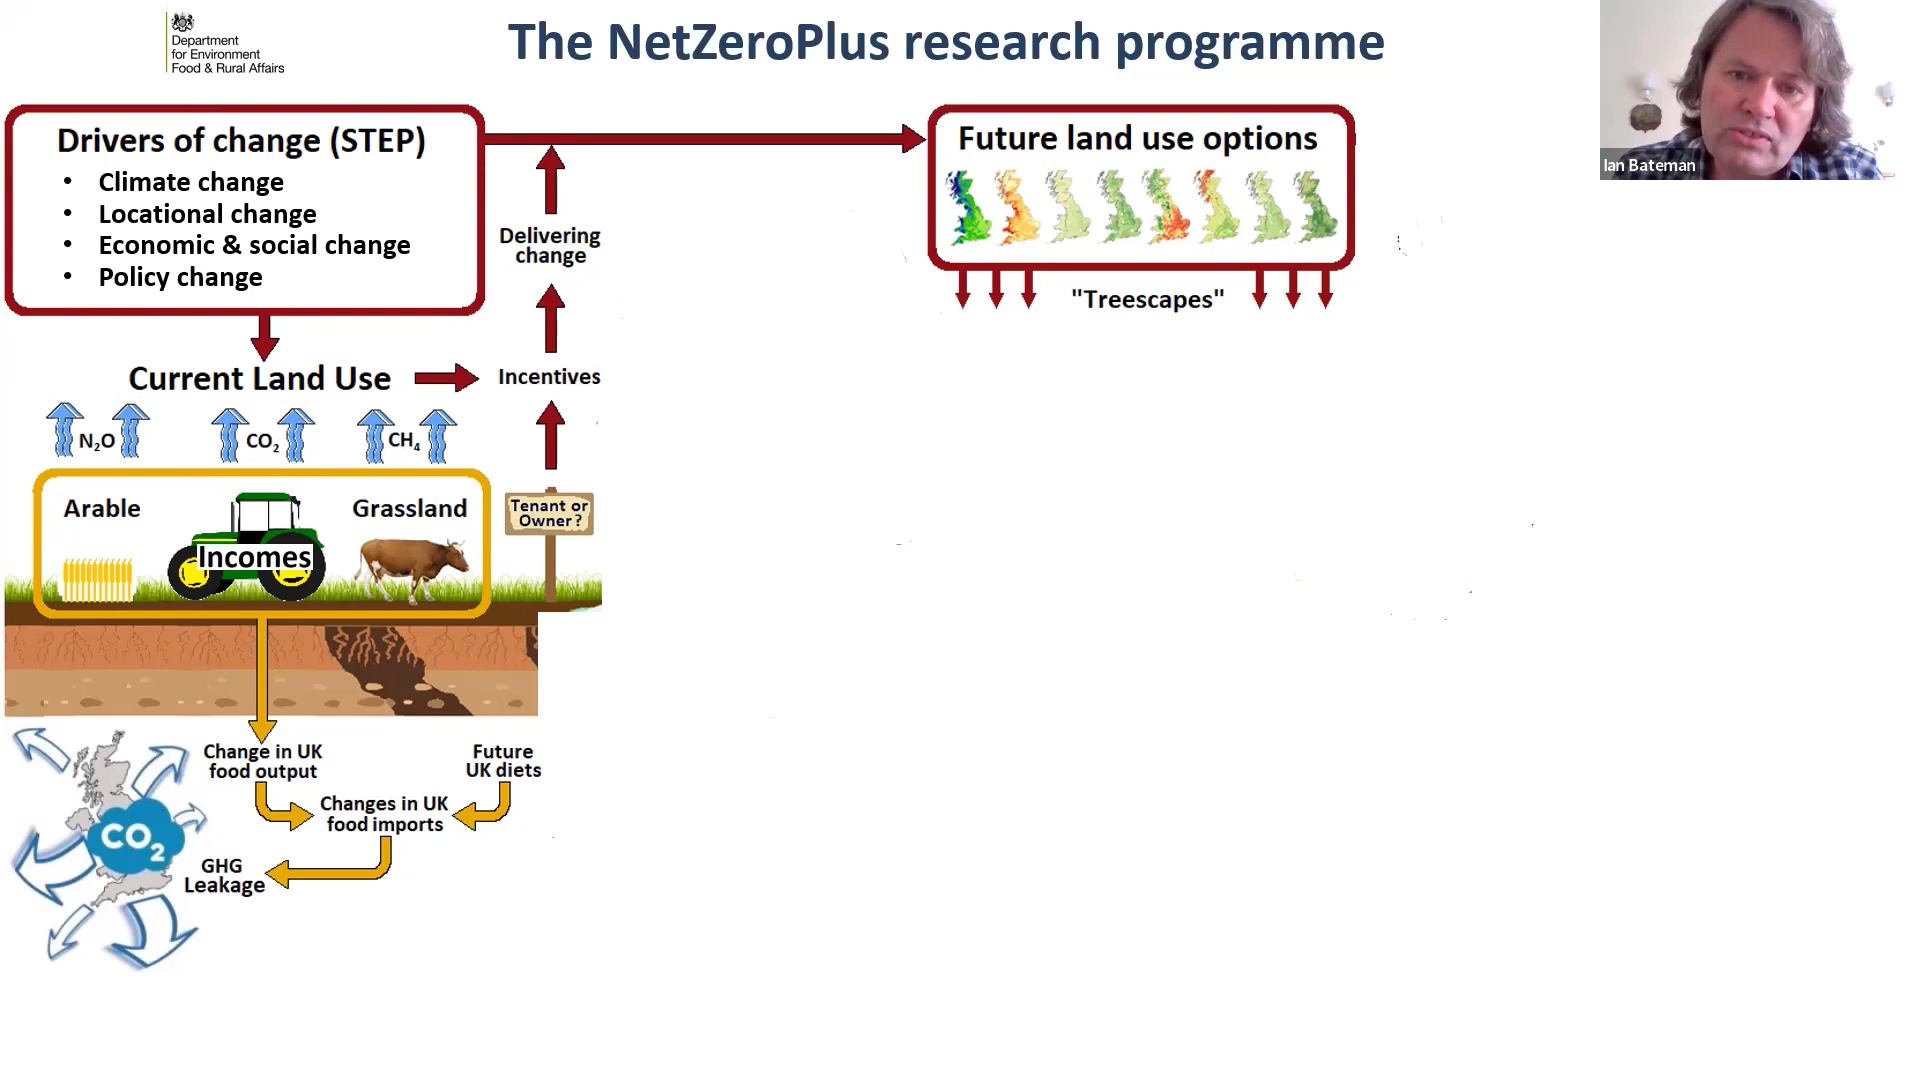 Department
for Environment
Food & Rural Affairs
The NetZeroPlus research programme
Ian Bateman
Drivers of change (STEP)
• Climate change
• Locational change
• Economic & social change
• Policy change
Delivering
change
Future land use options
"Treescapes"
Current Land Use
Incentives
N₂O
CO₂
CH₄
Arable
Incomes
Grassland
Tenant or
Owner?
Change in UK
food output
Future
UK diets
Changes in UK
food imports
CO₂
GHG
Leakage